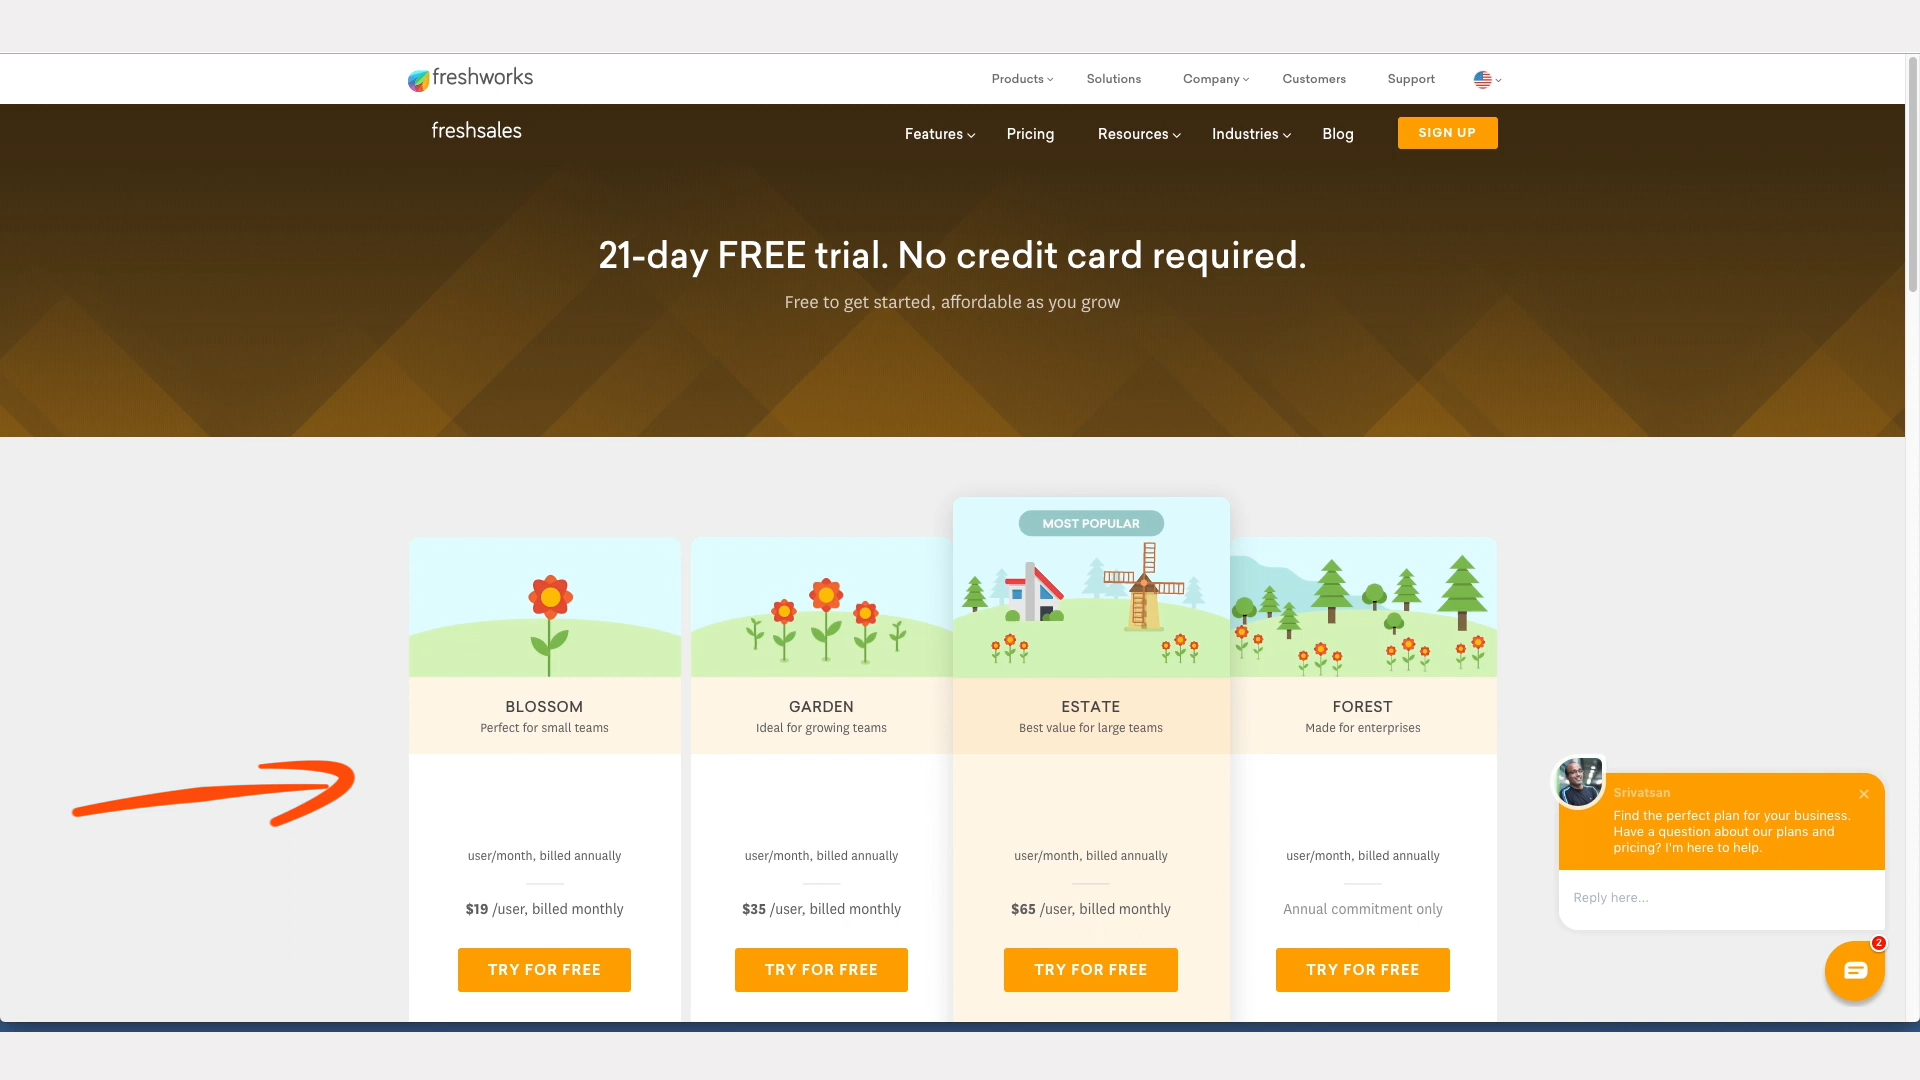 freshworks
Products
Solutions
Company
Customers
Support
freshsales
Features
Pricing
Resources
Industries
Blog
SIGN UP
21-day FREE trial. No credit card required.
Free to get started, affordable as you grow
MOST POPULAR
BLOSSOM
Perfect for small teams
user/month, billed annually
$19 /user, billed monthly
TRY FOR FREE
GARDEN
Ideal for growing teams
user/month, billed annually
$35 /user, billed monthly
TRY FOR FREE
ESTATE
Best value for large teams
user/month, billed annually
$65 /user, billed monthly
TRY FOR FREE
FOREST
Made for enterprises
user/month, billed annually
Annual commitment only
TRY FOR FREE
Srivatsan
Find the perfect plan for your business.
Have a question about our plans and
pricing? I'm here to help.
Reply here...
2